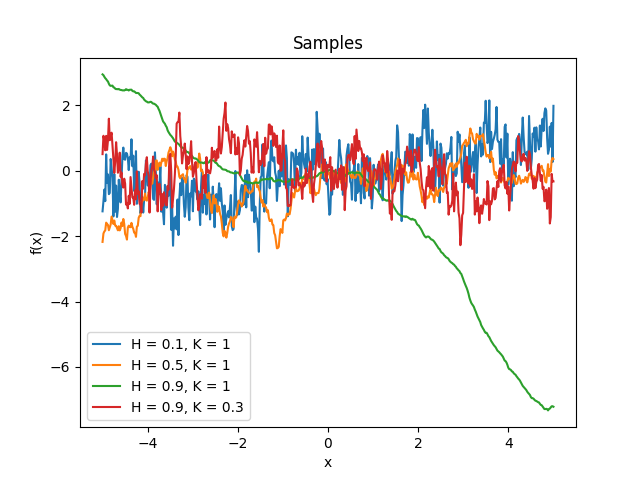 Samples
f(x)
2
0
−2
−4
−6
H = 0.1, K = 1
H = 0.5, K = 1
H = 0.9, K = 1
H = 0.9, K = 0.3
−4 −2 0 2 4
x